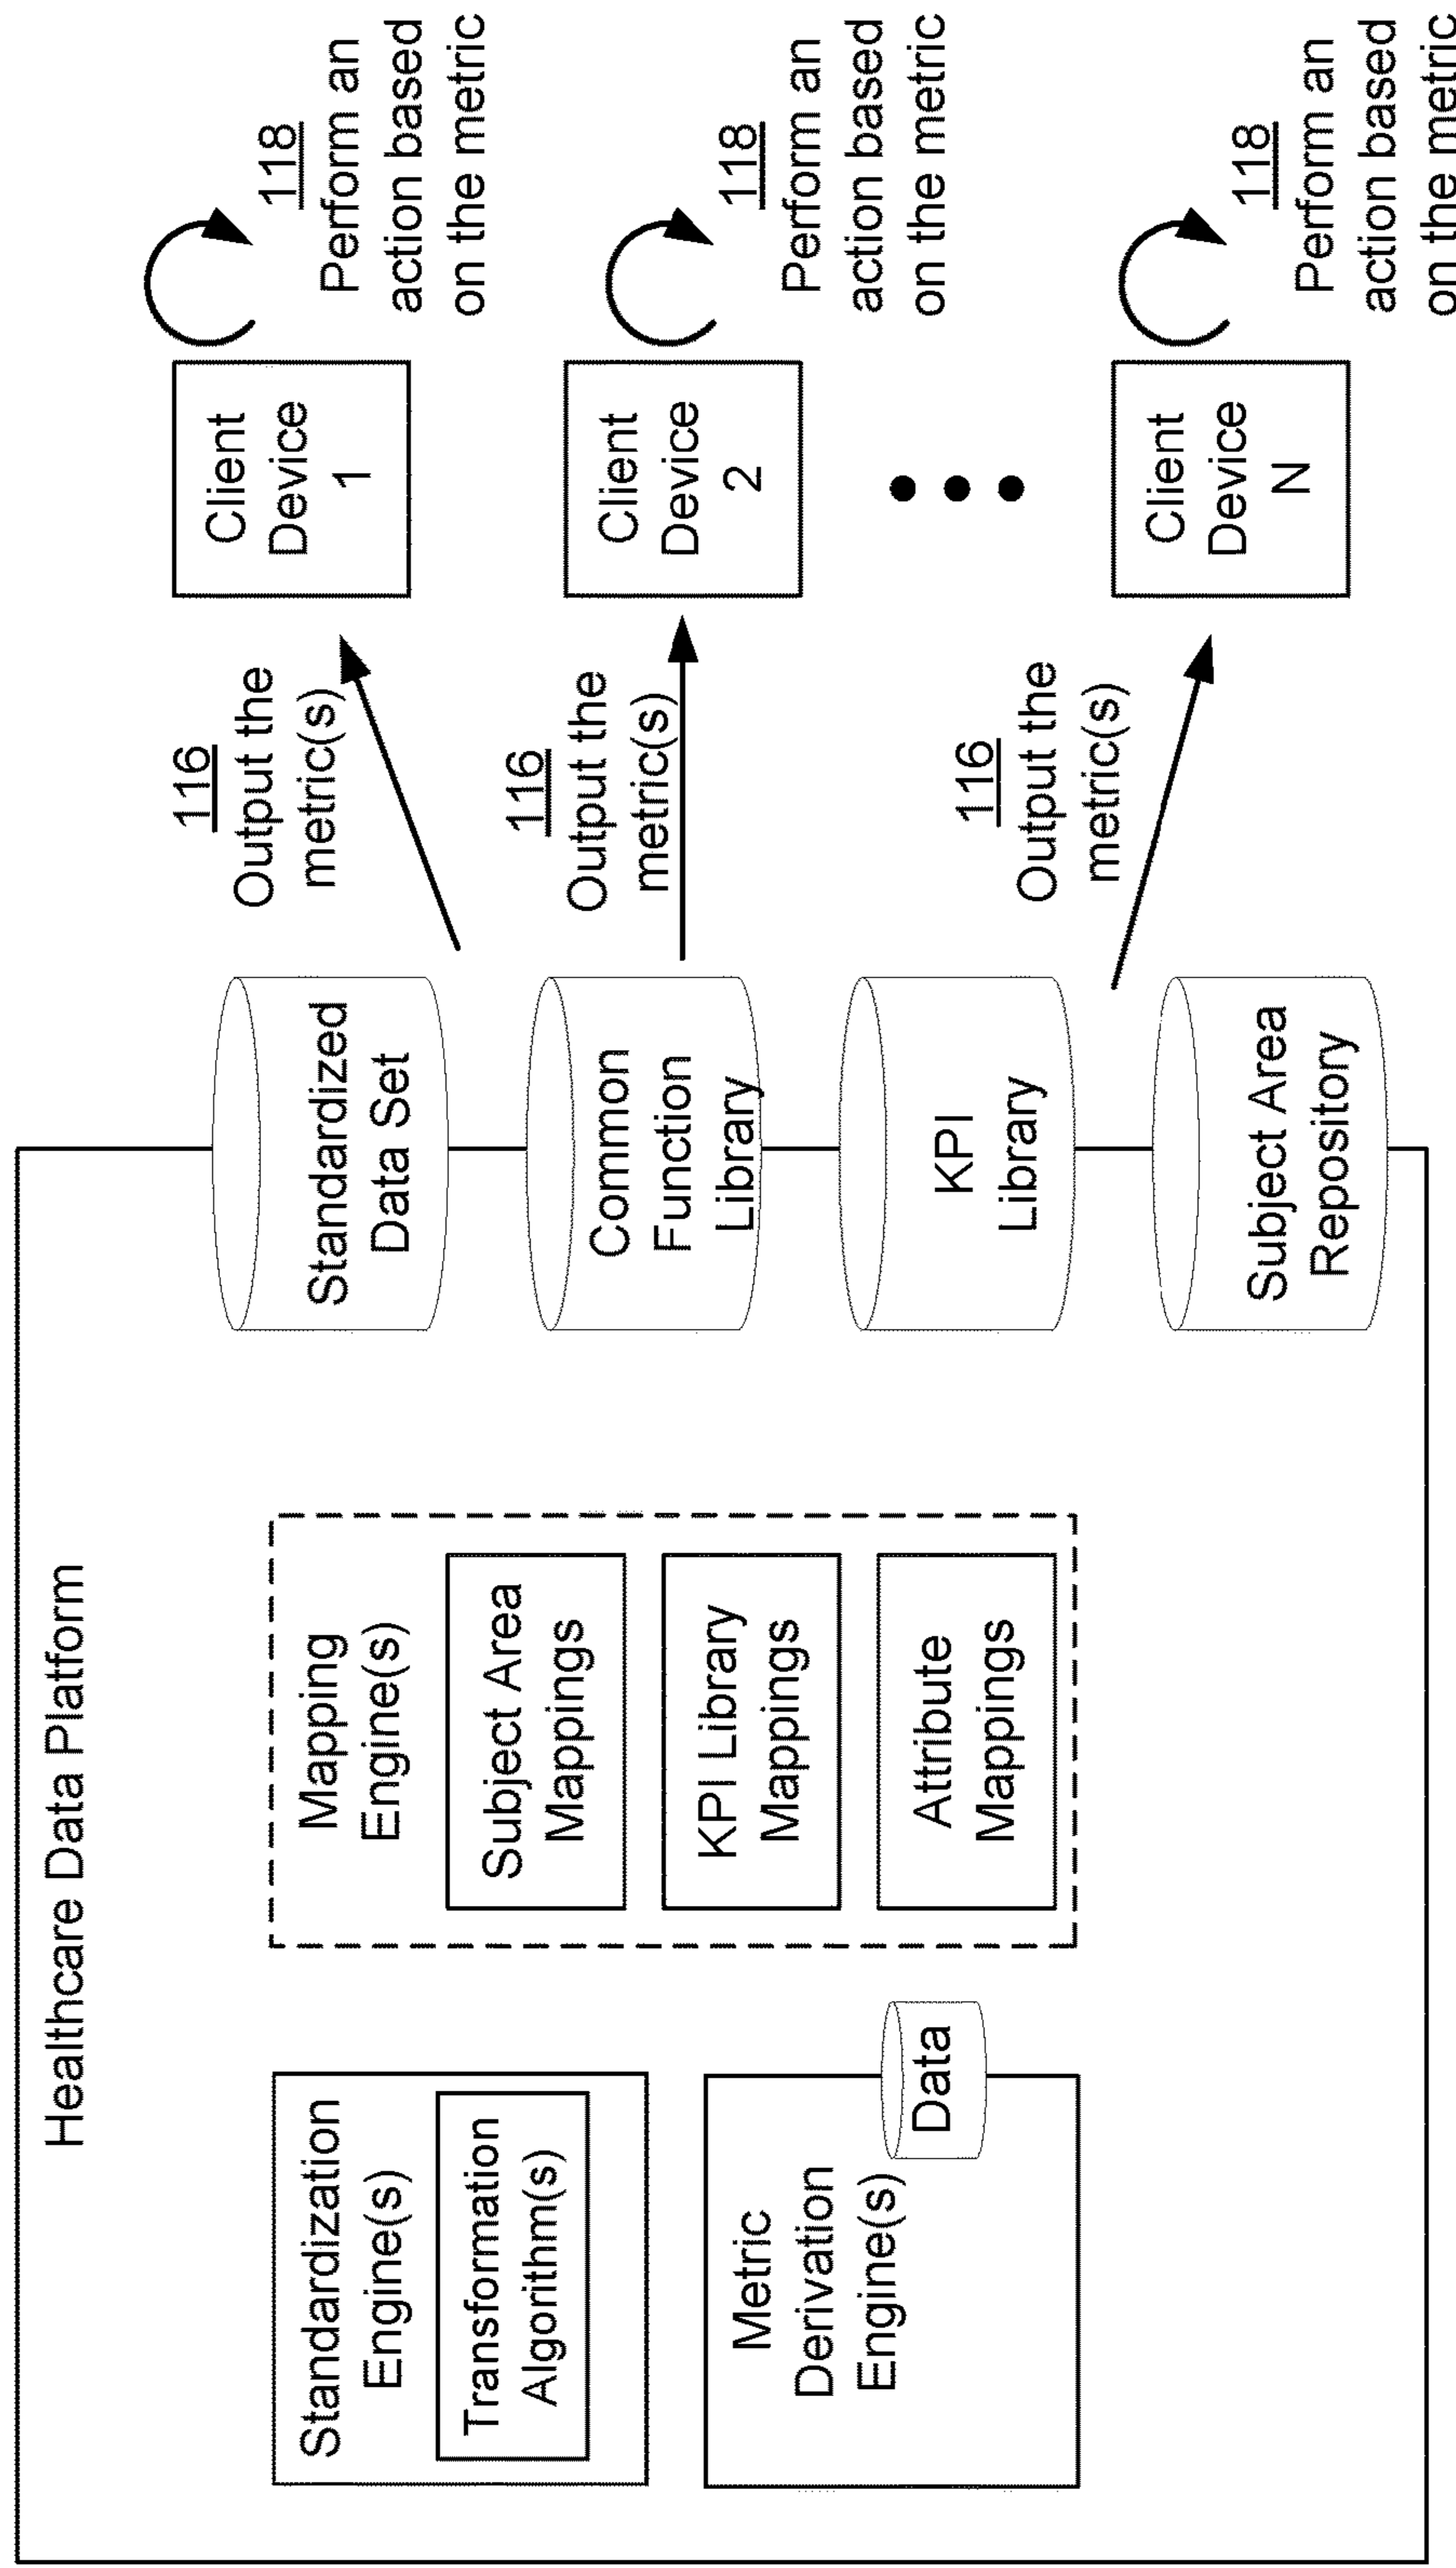 Healthcare Data Platform
Standardization
Engine(s)
Transformation
Algorithm(s)
Metric
Derivation
Engine(s)
Data
Mapping
Engine(s)
Subject Area
Mappings
KPI Library
Mappings
Attribute
Mappings
Standardized
Data Set
Common
Function
Library
KPI
Library
Subject Area
Repository
116
Output the
metric(s)
116
Output the
metric(s)
116
Output the
metric(s)
Client
Device
1
Client
Device
2
Client
Device
N
118
Perform an
action based
on the metric
118
Perform an
action based
on the metric
118
Perform an
action based
on the metric